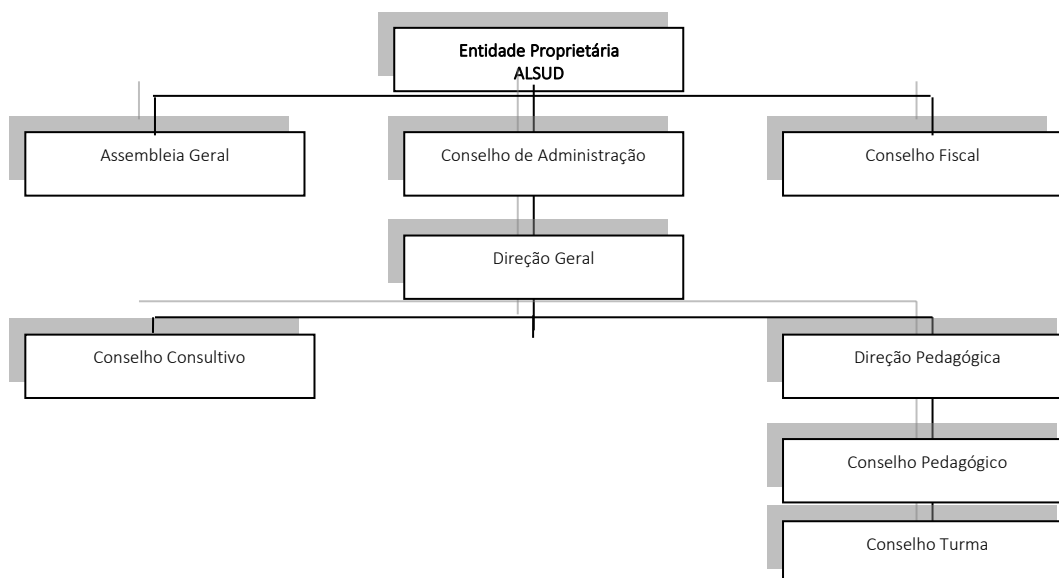 Entidade Proprietária
ALSUD
Assembleia Geral
Conselho de Administração
Conselho Fiscal
Direção Geral
Conselho Consultivo
Direção Pedagógica
Conselho Pedagógico
Conselho Turma